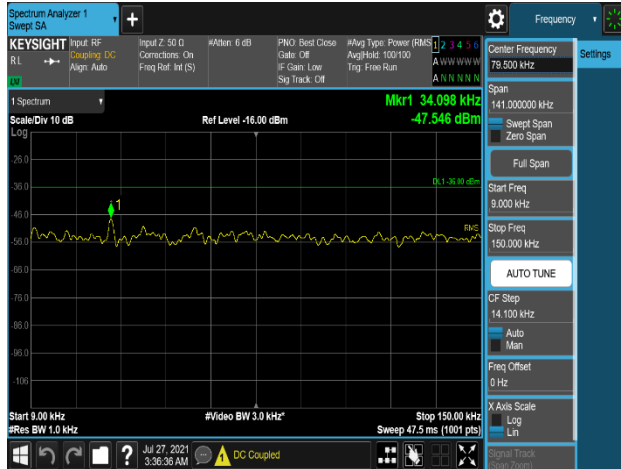 Spectrum Analyzer 1
Swept SA
+
Frequency
KEYSIGHT
R L
LV
Input: RF
Coupling: DC
Align: Auto
Input Z: 50 Ω
Corrections: On
Freq Ref: Int (S)
#Atten: 6 dB
PNO: Best Close
Gate: Off
IF Gain: Low
Sig Track: Off
#Avg Type: Power (RMS
Avg|Hold: 100/100
Trig: Free Run
1 2 3 4 5 6
A W W W W W
A N N N N N
1 Spectrum
Scale/Div 10 dB
Log
Ref Level -16.00 dBm
Mkr1 34.098 kHz
-47.546 dBm
-26.0
-36.0
-46.0
-56.0
-66.0
-76.0
-86.0
-96.0
-106
1
RMS
Start 9.00 kHz
#Res BW 1.0 kHz
#Video BW 3.0 kHz*
Stop 150.00 kHz
Sweep 47.5 ms (1001 pts)
Jul 27, 2021
3:36:36 AM
DC Coupled
Center Frequency
79.500 kHz
Span
141.000000 kHz
Swept Span
Zero Span
Full Span
Start Freq
9.000 kHz
Stop Freq
150.000 kHz
AUTO TUNE
CF Step
14.100 kHz
Auto
Man
Freq Offset
0 Hz
X Axis Scale
Log
Lin
Signal Track
(Span Zoom)
Settings